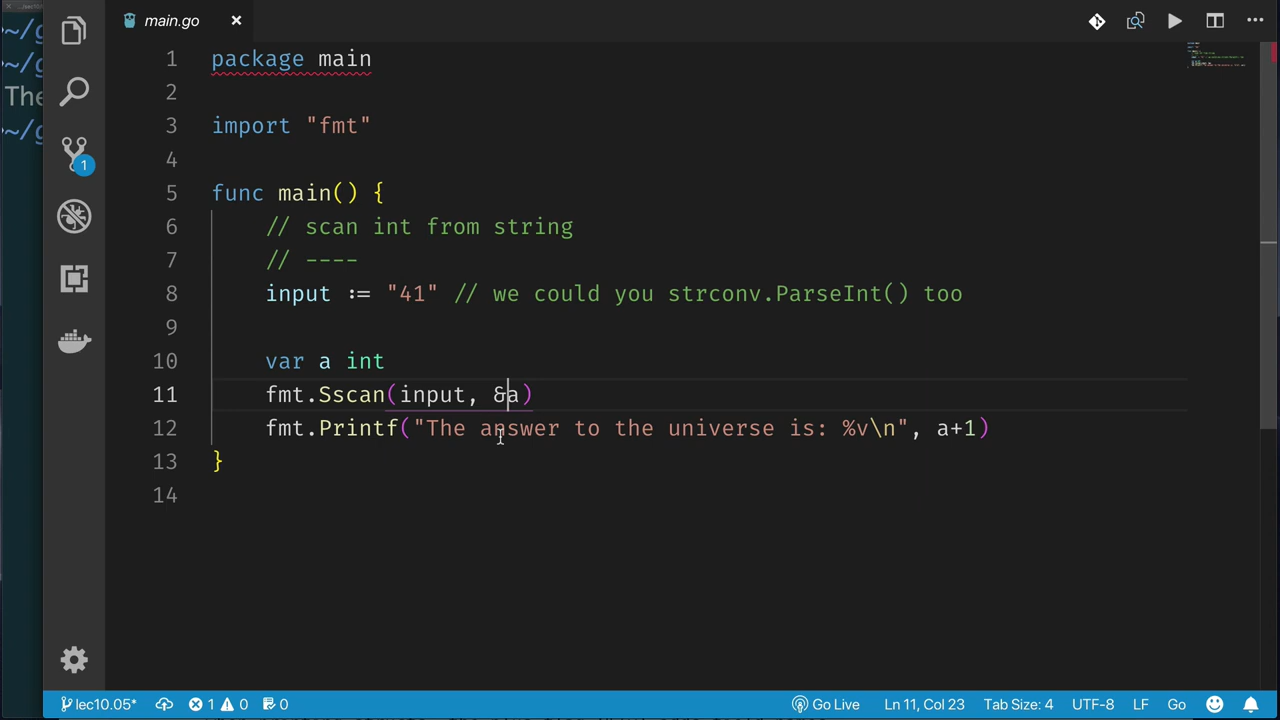 main.go
~/g
~/g
The
~/g
1 package main
2
3 import "fmt"
4
5 func main() {
6 // scan int from string
7 // ----
8 input := "41" // we could you strconv.ParseInt() too
9
10 var a int
11 fmt.Sscan(input, &a)
12 fmt.Printf("The answer to the universe is: %v\n", a+1)
13 }
14
1
lec10.05* 1 0 0 Go Live Ln 11, Col 23 Tab Size: 4 UTF-8 LF Go